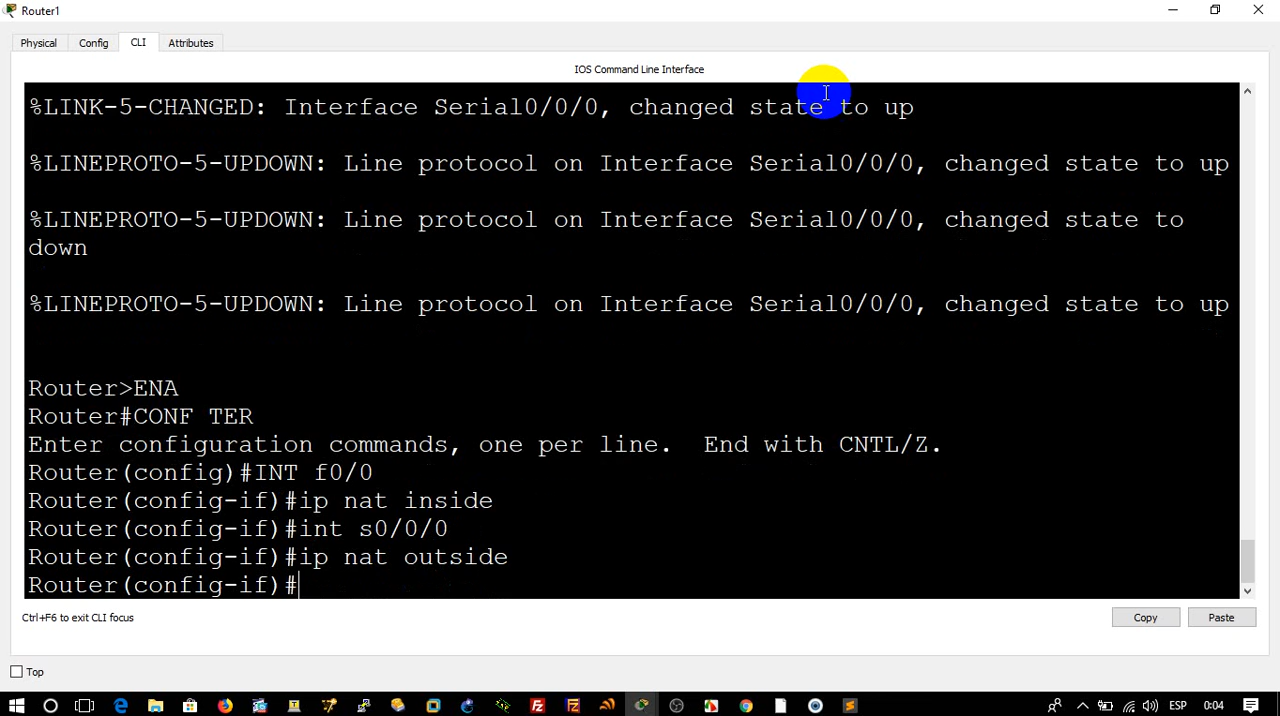 Router1
Physical
Config
CLI
Attributes
IOS Command Line Interface
%LINK-5-CHANGED: Interface Serial0/0/0, changed state to up
%LINEPROTO-5-UPDOWN: Line protocol on Interface Serial0/0/0, changed state to up
%LINEPROTO-5-UPDOWN: Line protocol on Interface Serial0/0/0, changed state to
down
%LINEPROTO-5-UPDOWN: Line protocol on Interface Serial0/0/0, changed state to up
Router>ENA
Router#CONF TER
Enter configuration commands, one per line.  End with CNTL/Z.
Router(config)#INT f0/0
Router(config-if)#ip nat inside
Router(config-if)#int s0/0/0
Router(config-if)#ip nat outside
Router(config-if)#
Ctrl+F6 to exit CLI focus
Copy
Paste
Top
ESP
0:04